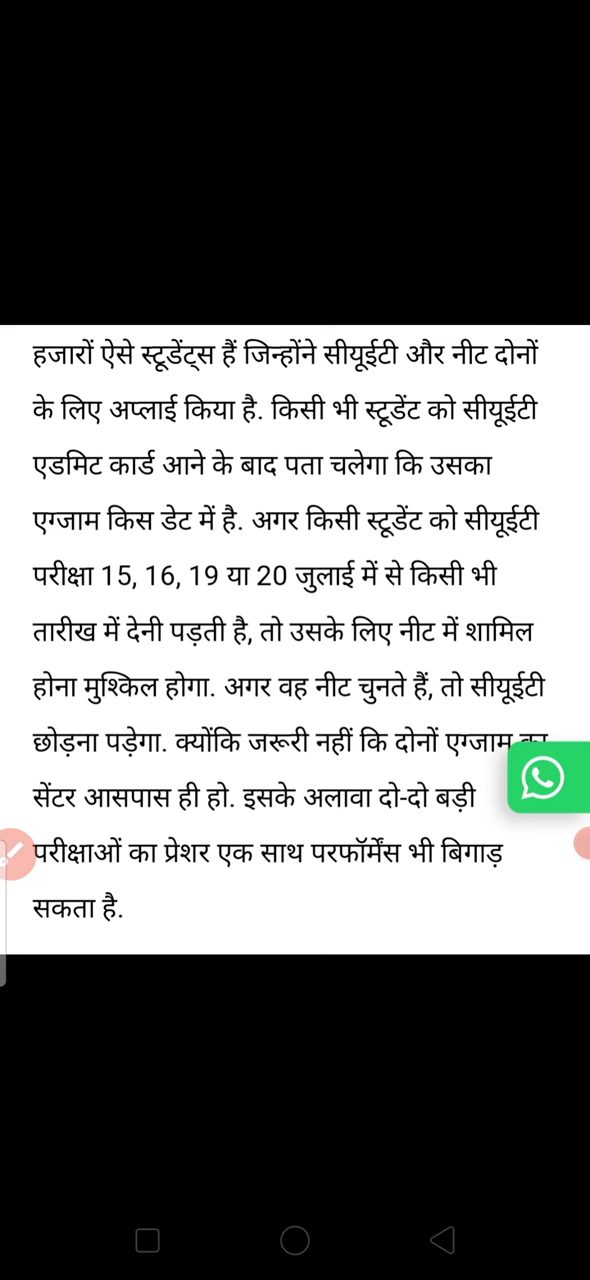 हजारों ऐसे स्टूडेंट्स हैं जिन्होंने सीयूईटी और नीट दोनों
के लिए अप्लाई किया है. किसी भी स्टूडेंट को सीयूईटी
एडमिट कार्ड आने के बाद पता चलेगा कि उसका
एग्जाम किस डेट में है. अगर किसी स्टूडेंट को सीयूईटी
परीक्षा 15, 16, 19 या 20 जुलाई में से किसी भी
तारीख में देनी पड़ती है, तो उसके लिए नीट में शामिल
होना मुश्किल होगा. अगर वह नीट चुनते हैं, तो सीयूईटी
छोड़ना पड़ेगा. क्योंकि जरूरी नहीं कि दोनों एग्जाम
सेंटर आसपास ही हो. इसके अलावा दो-दो बड़ी
परीक्षाओं का प्रेशर एक साथ परफॉर्मेंस भी बिगाड़
सकता है.